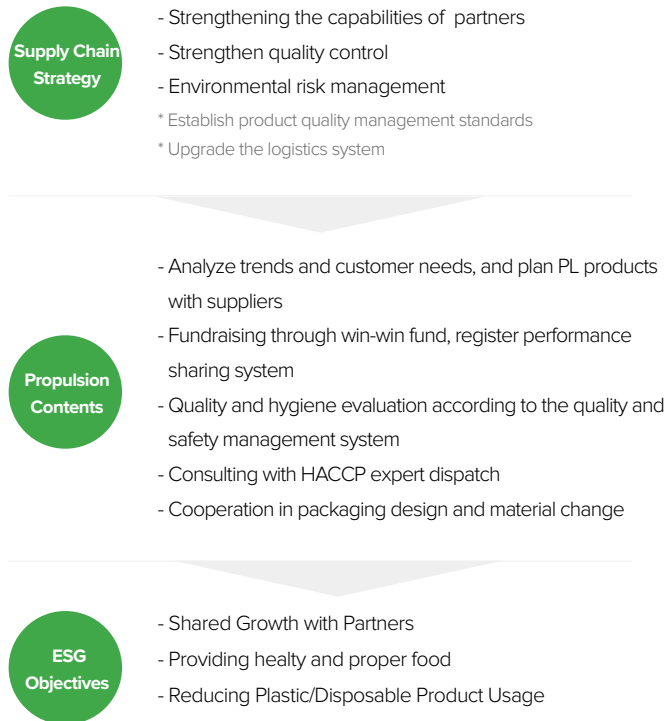 Supply Chain
Strategy
- Strengthening the capabilities of partners
- Strengthen quality control
- Environmental risk management
* Establish product quality management standards
* Upgrade the logistics system
Propulsion
Contents
- Analyze trends and customer needs, and plan PL products
with suppliers
- Fundraising through win-win fund, register performance
sharing system
- Quality and hygiene evaluation according to the quality and
safety management system
- Consulting with HACCP expert dispatch
- Cooperation in packaging design and material change
ESG
Objectives
- Shared Growth with Partners
- Providing healty and proper food
- Reducing Plastic/Disposable Product Usage